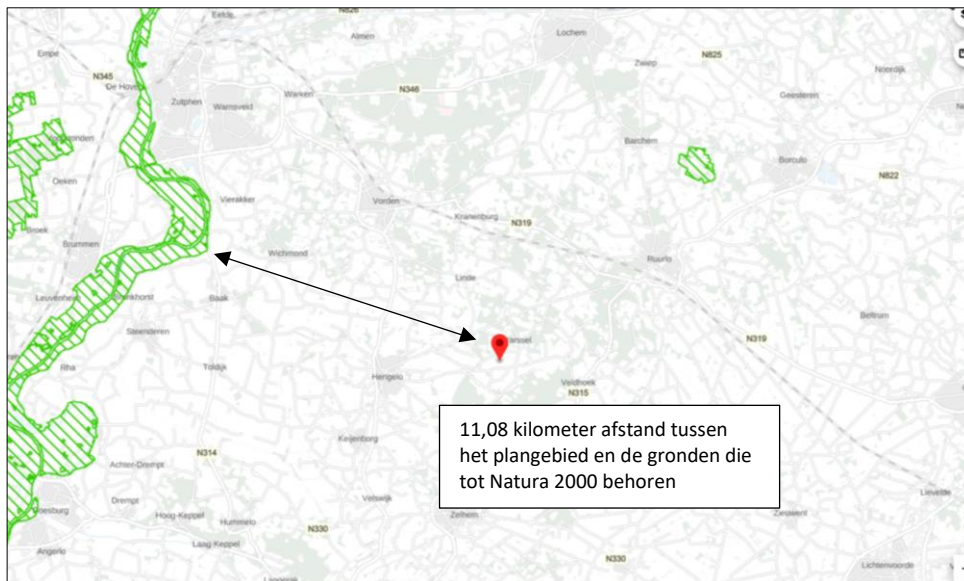 Eefde
N826
Almen
Lochem
Empe
N345
De Hoven
N825
Zwiep
Noordijk
Zutphen
Warnsveld
Warken
N346
Geesteren
Barchem
Borculo
Oeken
Vierakker
Vorden
N822
Broek
Brummen
Kranenburg
N319
Wichmond
Ruurlo
Linde
Leuvenheim
Baak
Beltrum
Steenderen
N319
Rha
Toldijk
Hengelo
Veldhoek
N315
11,08 kilometer afstand tussen
het plangebied en de gronden die
tot Natura 2000 behoren
Keijenborg
N314
Achter-Drempt
Lievelde
Velswijk
Zelhem
Zieuwent
Drempt
Hoog-Keppel
Hummelo
N330
Laag-Keppel
Angerlo
N330
Lichtenvoorde